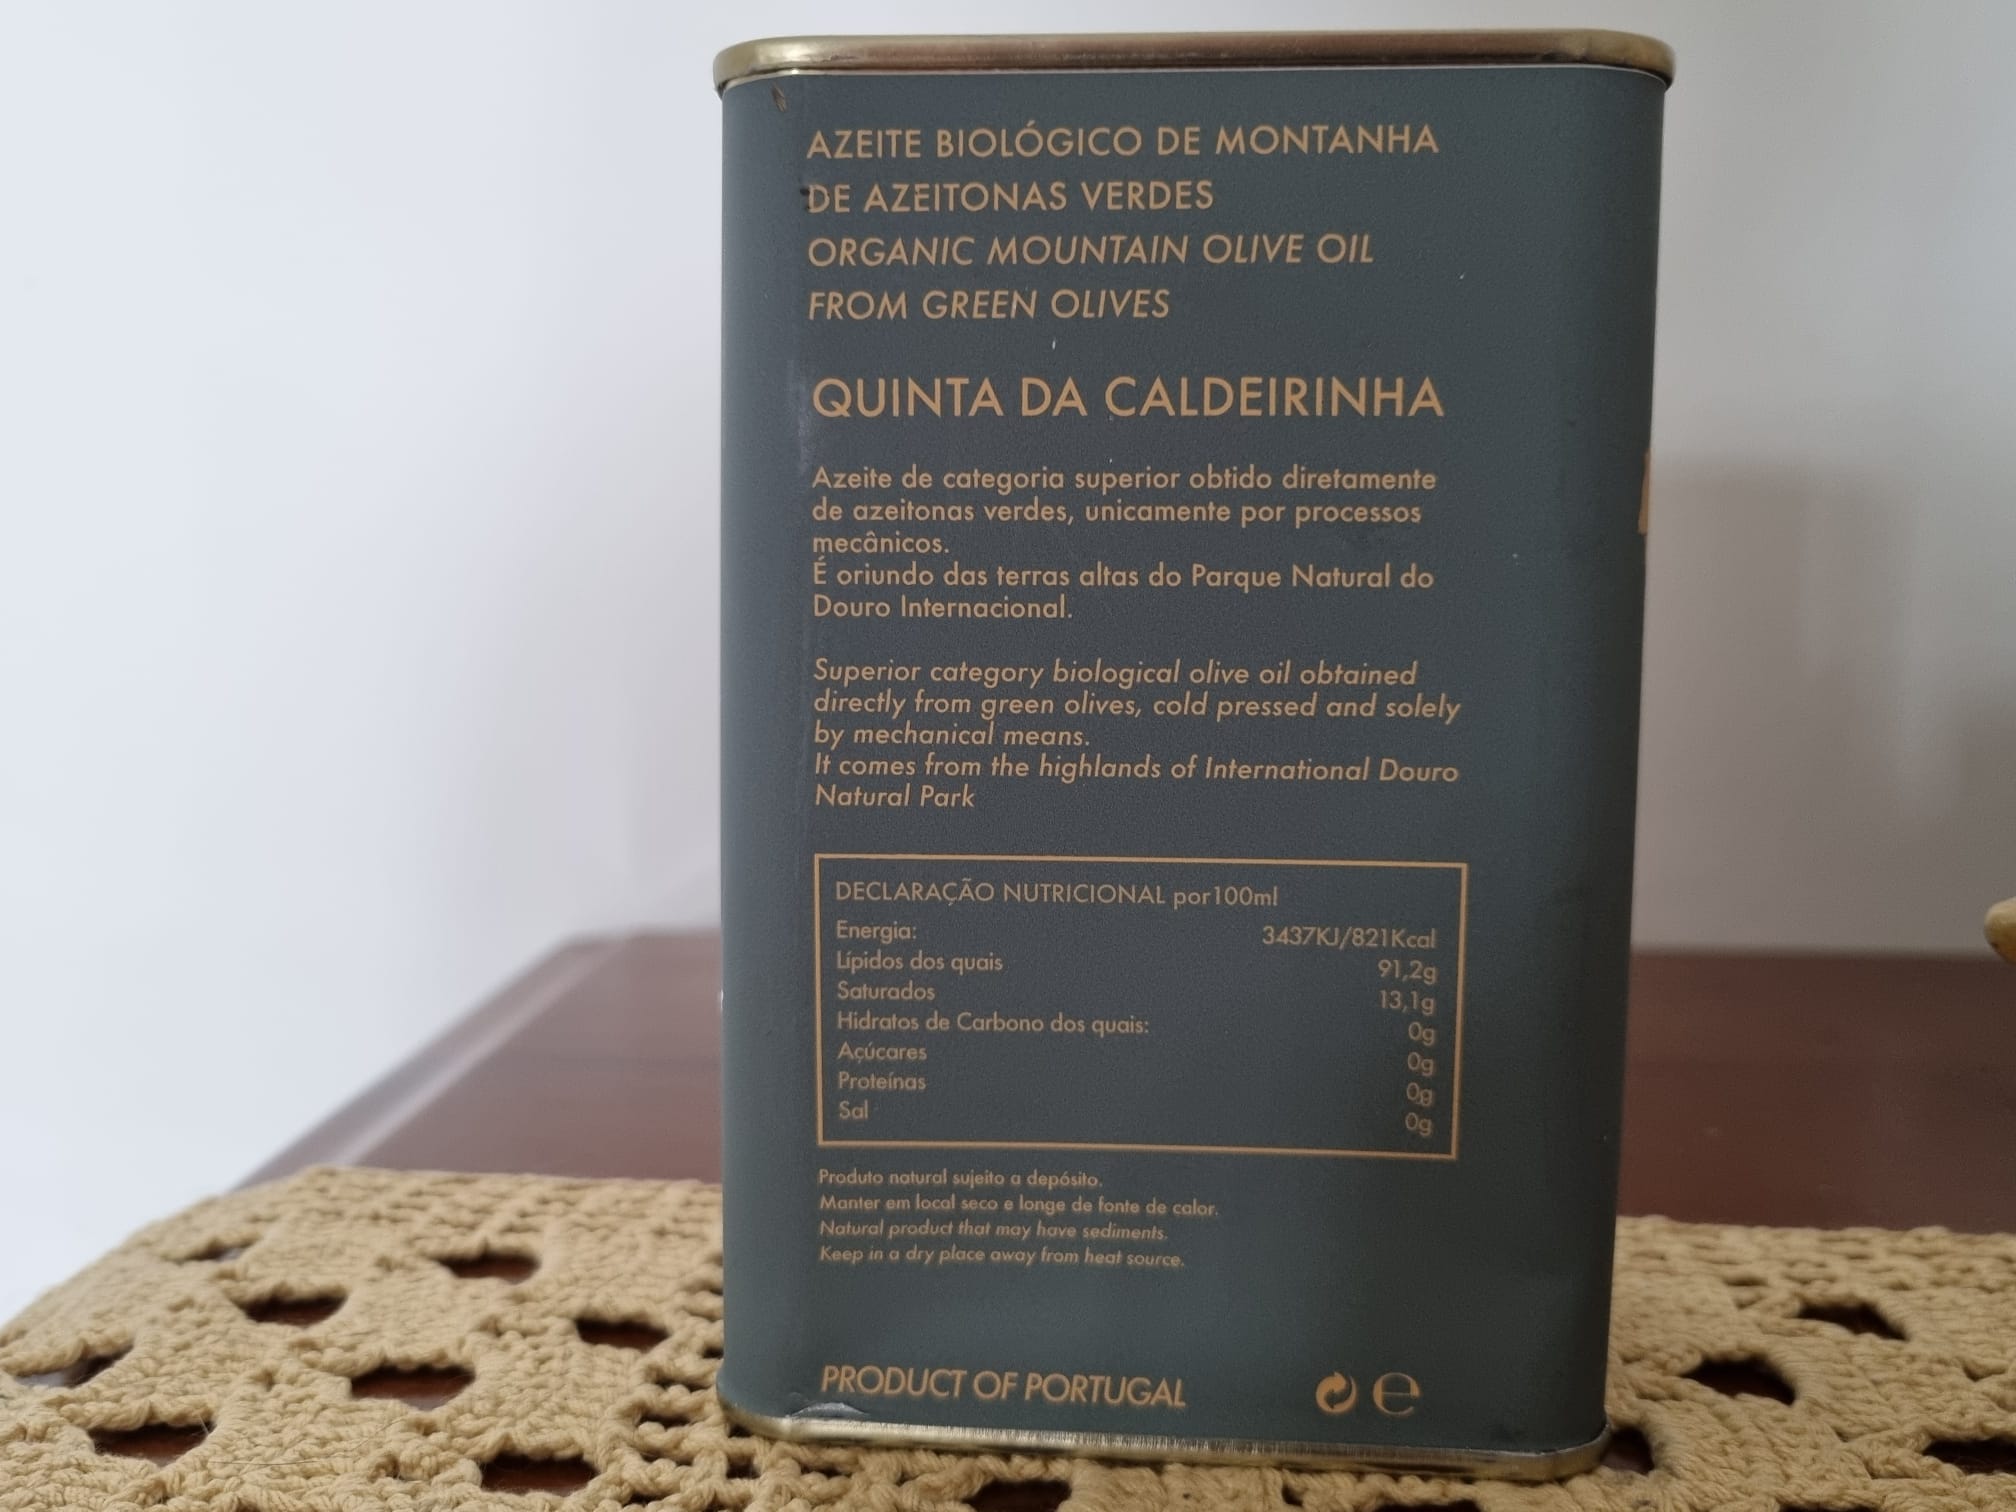 AZEITE BIOLÓGICO DE MONTANHA
DE AZEITONAS VERDES
ORGANIC MOUNTAIN OLIVE OIL
FROM GREEN OLIVES
QUINTA DA CALDEIRINHA
Azeite de categoria superior obtido diretamente
de azeitonas verdes, unicamente por processos
mecânicos.
É oriundo das terras altas do Parque Natural do
Douro Internacional.
Superior category biological olive oil obtained
directly from green olives, cold pressed and solely
by mechanical means.
It comes from the highlands of International Douro
Natural Park
DECLARAÇÃO NUTRICIONAL por100ml
Energia: 3437KJ/821Kcal
Lípidos dos quais 91,2g
Saturados 13,1g
Hidratos de Carbono dos quais: 0g
Açúcares 0g
Proteínas 0g
Sal 0g
Produto natural sujeito a depósito.
Manter em local seco e longe de fonte de calor.
Natural product that may have sediments.
Keep in a dry place away from heat source.
PRODUCT OF PORTUGAL ℮